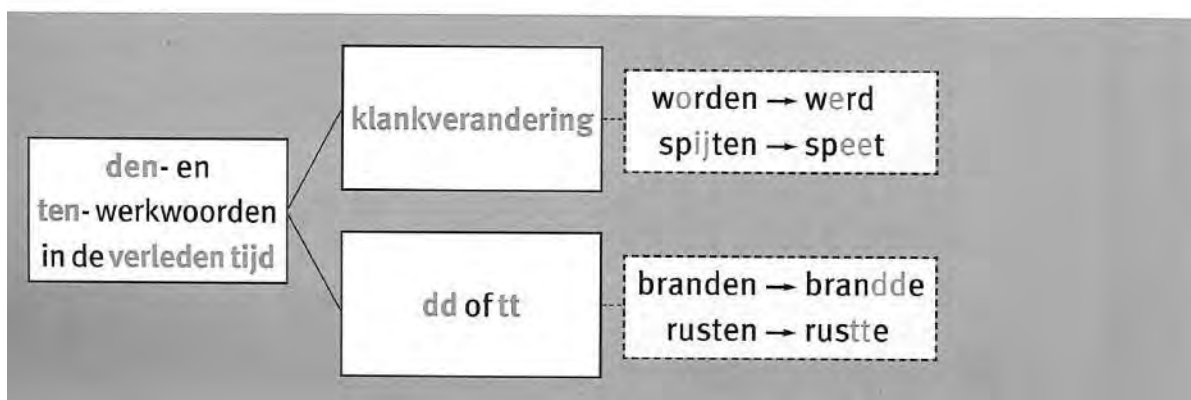 den- en
ten-werkwoorden
in de verleden tijd
klankverandering
worden → werd
spijten → speet
dd of tt
branden → brandde
rusten → rustte